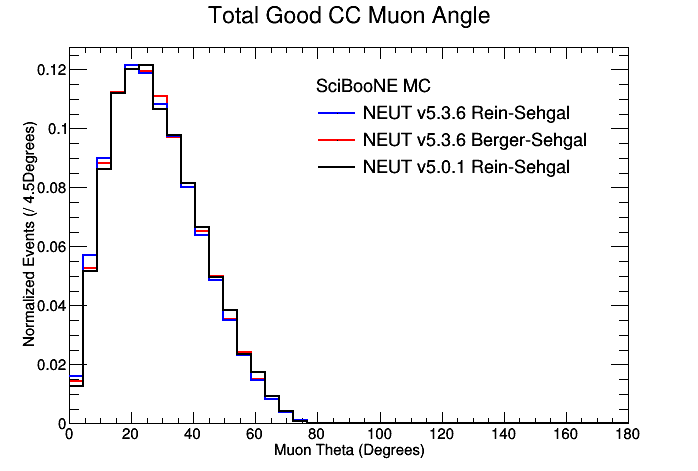 Total Good CC Muon Angle
Normalized Events (/ 4.5Degrees)
0.12
0.1
0.08
0.06
0.04
0.02
0
SciBooNE MC
NEUT v5.3.6 Rein-Sehgal
NEUT v5.3.6 Berger-Sehgal
NEUT v5.0.1 Rein-Sehgal
0 20 40 60 80 100 120 140 160 180
Muon Theta (Degrees)